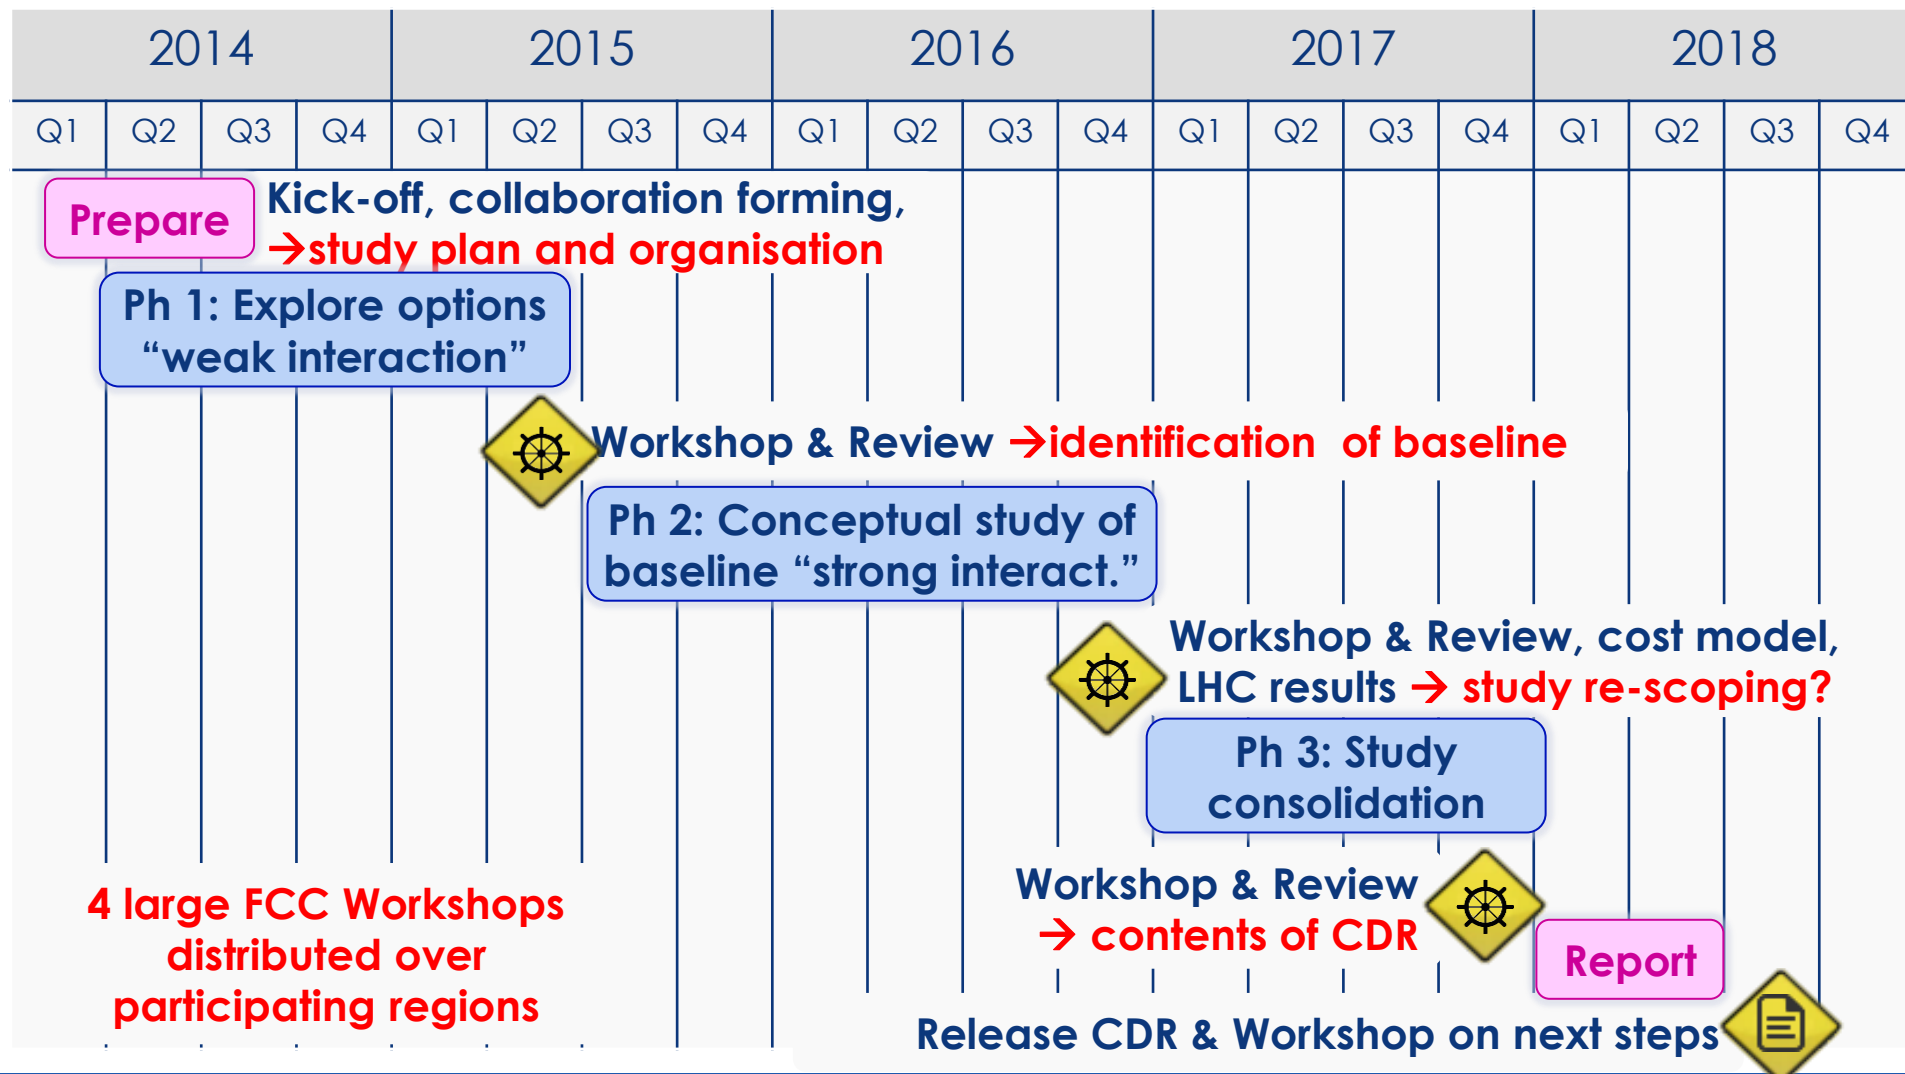 2014 2015 2016 2017 2018
Q1 Q2 Q3 Q4 Q1 Q2 Q3 Q4 Q1 Q2 Q3 Q4 Q1 Q2 Q3 Q4 Q1 Q2 Q3 Q4
Prepare
Kick-off, collaboration forming,
→study plan and organisation
Ph 1: Explore options
“weak interaction”
Workshop & Review →identification of baseline
Ph 2: Conceptual study of
baseline “strong interact.”
Workshop & Review, cost model,
LHC results → study re-scoping?
Ph 3: Study
consolidation
Workshop & Review
→ contents of CDR
4 large FCC Workshops
distributed over
participating regions
Report
Release CDR & Workshop on next steps